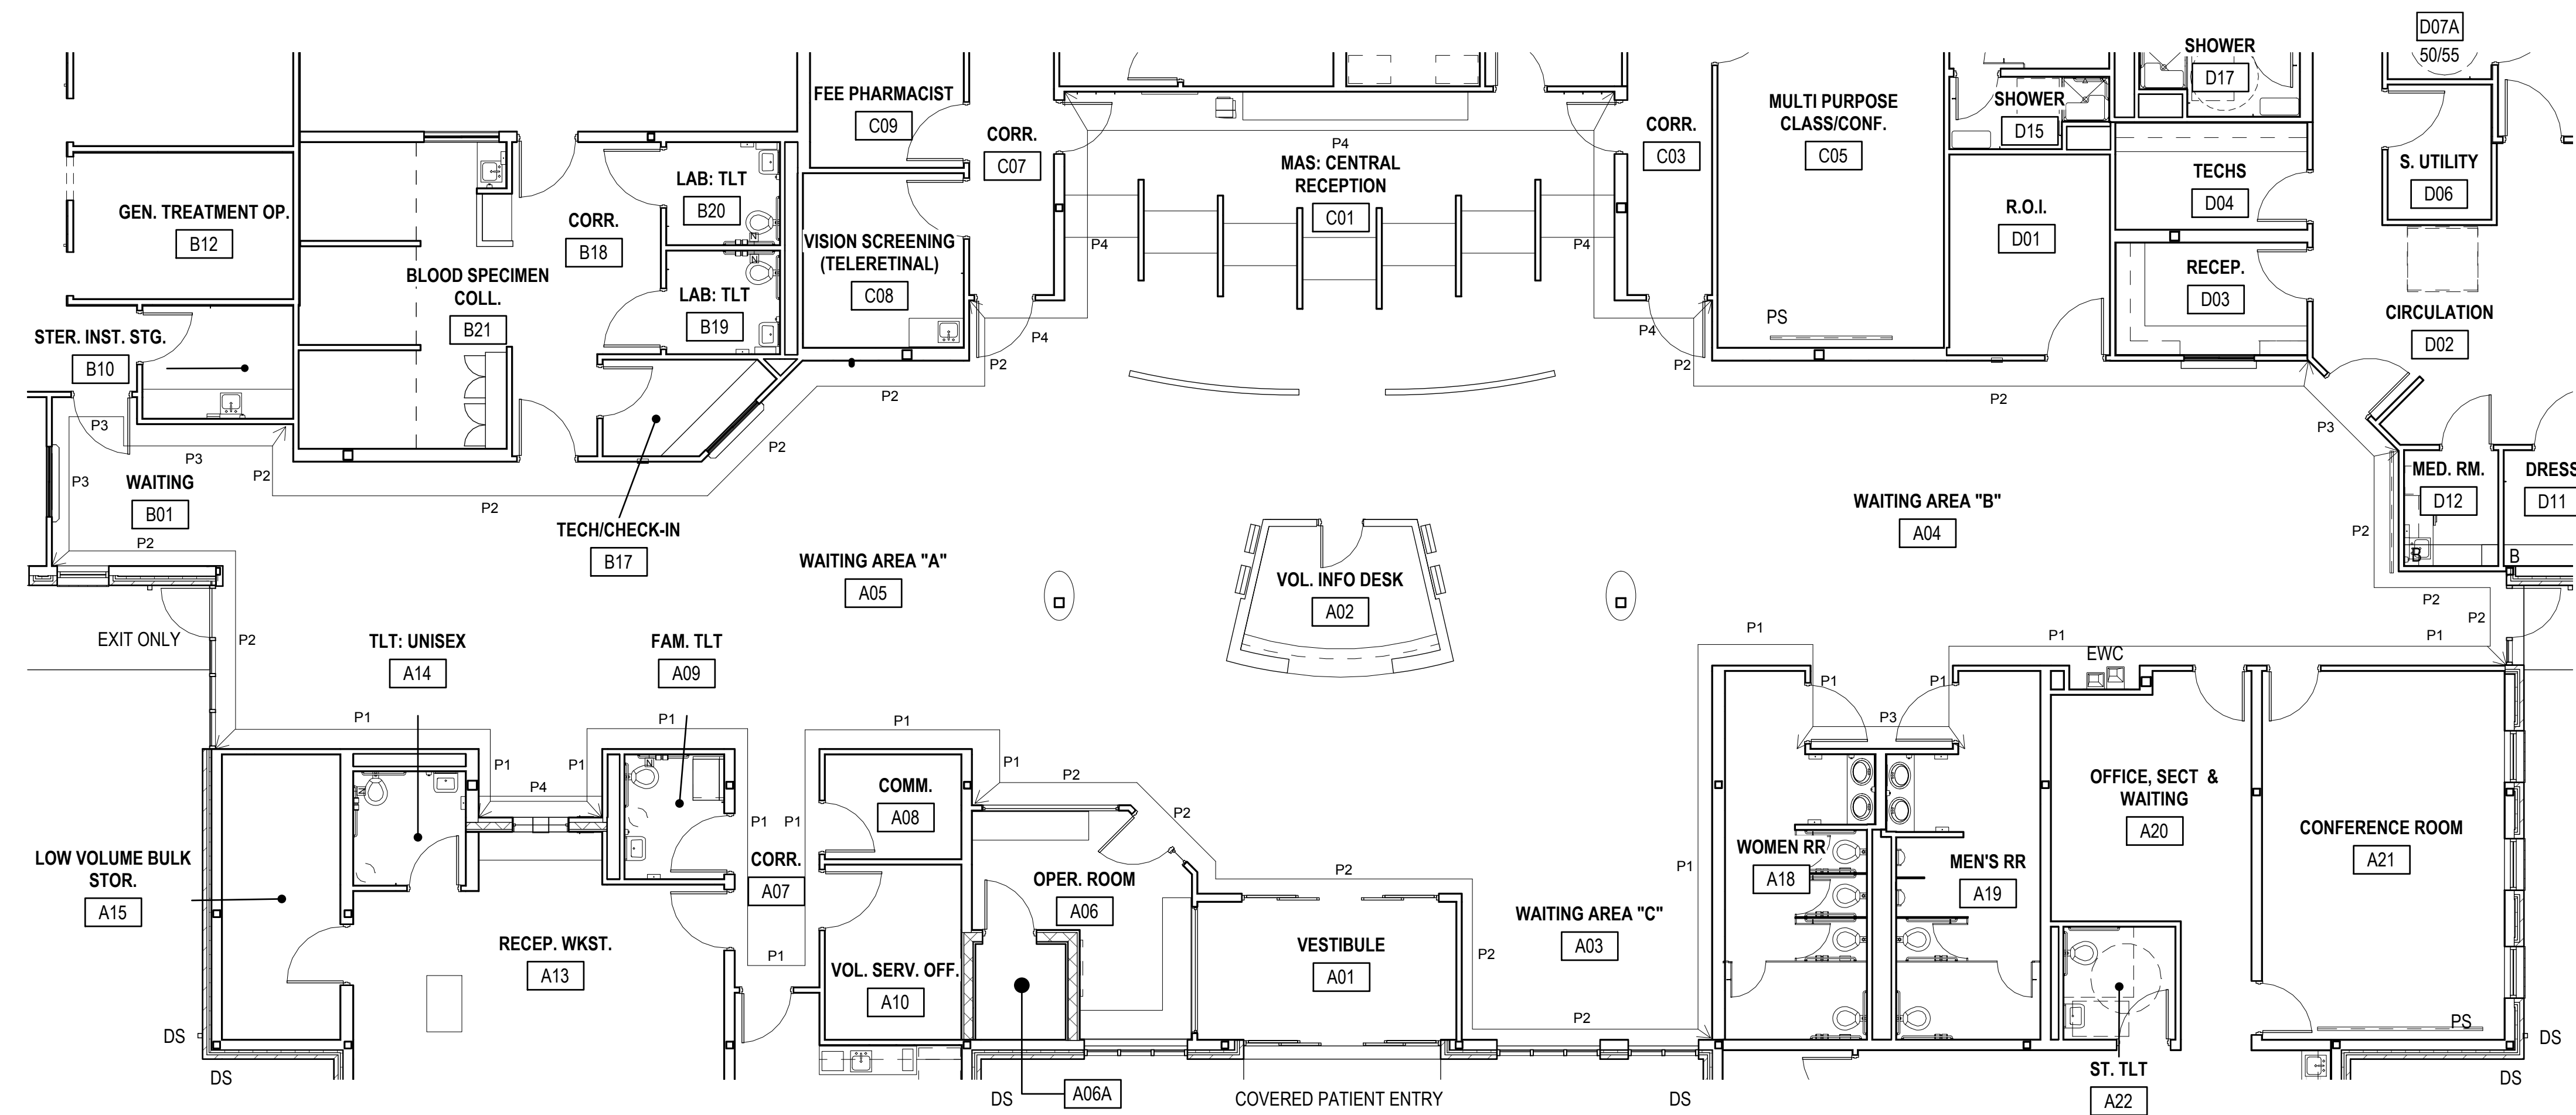 D07A
50/55
SHOWER
D17
FEE PHARMACIST
C09
CORR.
C07
CORR.
C03
MULTI PURPOSE
CLASS/CONF.
C05
SHOWER
D15
P4
MAS: CENTRAL
RECEPTION
C01
P4
P4
GEN. TREATMENT OP.
B12
LAB: TLT
B20
CORR.
B18
VISION SCREENING
(TELERETINAL)
C08
R.O.I.
D01
TECHS
D04
S. UTILITY
D06
BLOOD SPECIMEN
COLL.
B21
LAB: TLT
B19
RECEP.
D03
CIRCULATION
D02
STER. INST. STG.
B10
PS
P4
P4
P2
P2
P2
P2
P3
P3
P3
P3
P2
P2
P2
WAITING
B01
P2
TECH/CHECK-IN
B17
WAITING AREA "B"
A04
MED. RM.
D12
DRESS
D11
B
P2
WAITING AREA "A"
A05
VOL. INFO DESK
A02
P2
P2
EXIT ONLY
P2
TLT: UNISEX
A14
FAM. TLT
A09
P1
P1
P1
EWC
P1
P1
P1
P1
P1
P3
P1
P1
P4
P1
P2
P2
N
N
N
N
COMM.
A08
OFFICE, SECT &
WAITING
A20
CONFERENCE ROOM
A21
P1
P1
CORR.
A07
LOW VOLUME BULK
STOR.
A15
OPER. ROOM
A06
P2
P1
WOMEN RR
A18
MEN'S RR
A19
RECEP. WKST.
A13
P1
VOL. SERV. OFF.
A10
VESTIBULE
A01
P2
WAITING AREA "C"
A03
P2
PS
DS
DS
DS
DS
A06A
COVERED PATIENT ENTRY
DS
ST. TLT
A22
DS